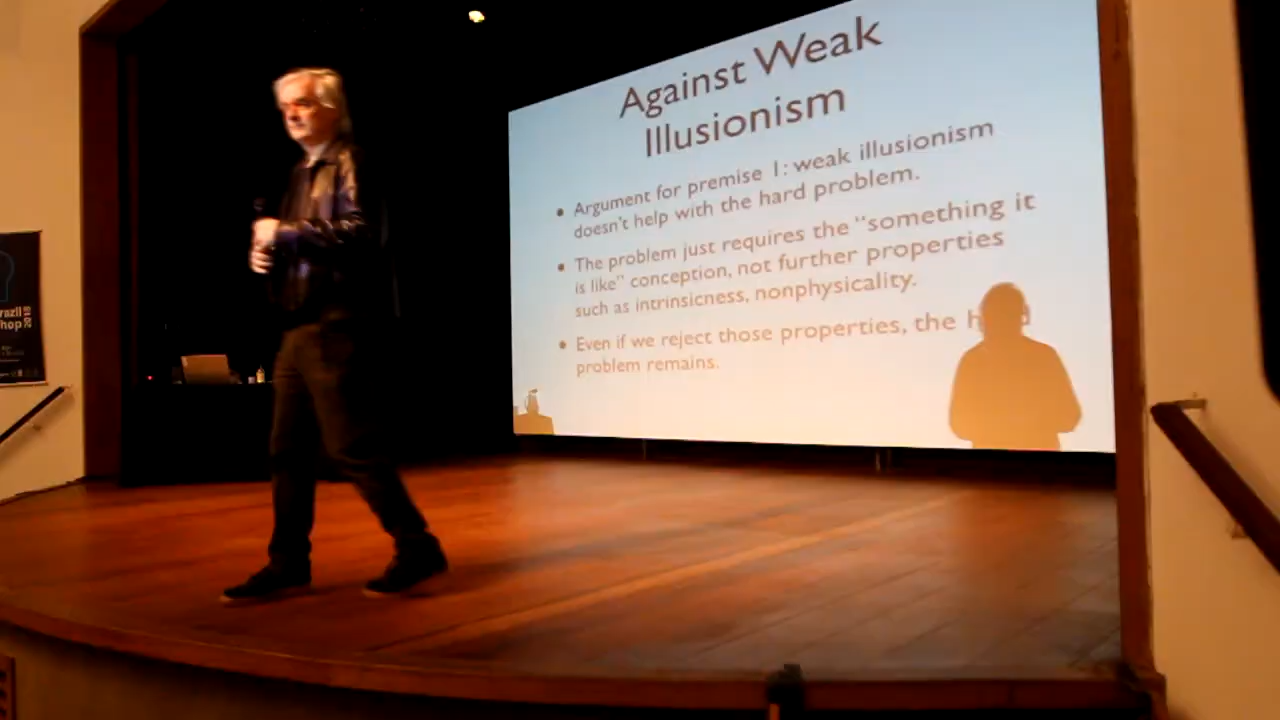 Against Weak
Illusionism
• Argument for premise 1: weak illusionism
doesn't help with the hard problem.
• The problem just requires the "something it
is like" conception, not further properties
such as intrinsicness, nonphysicality.
• Even if we reject those properties, the
problem remains.
2018